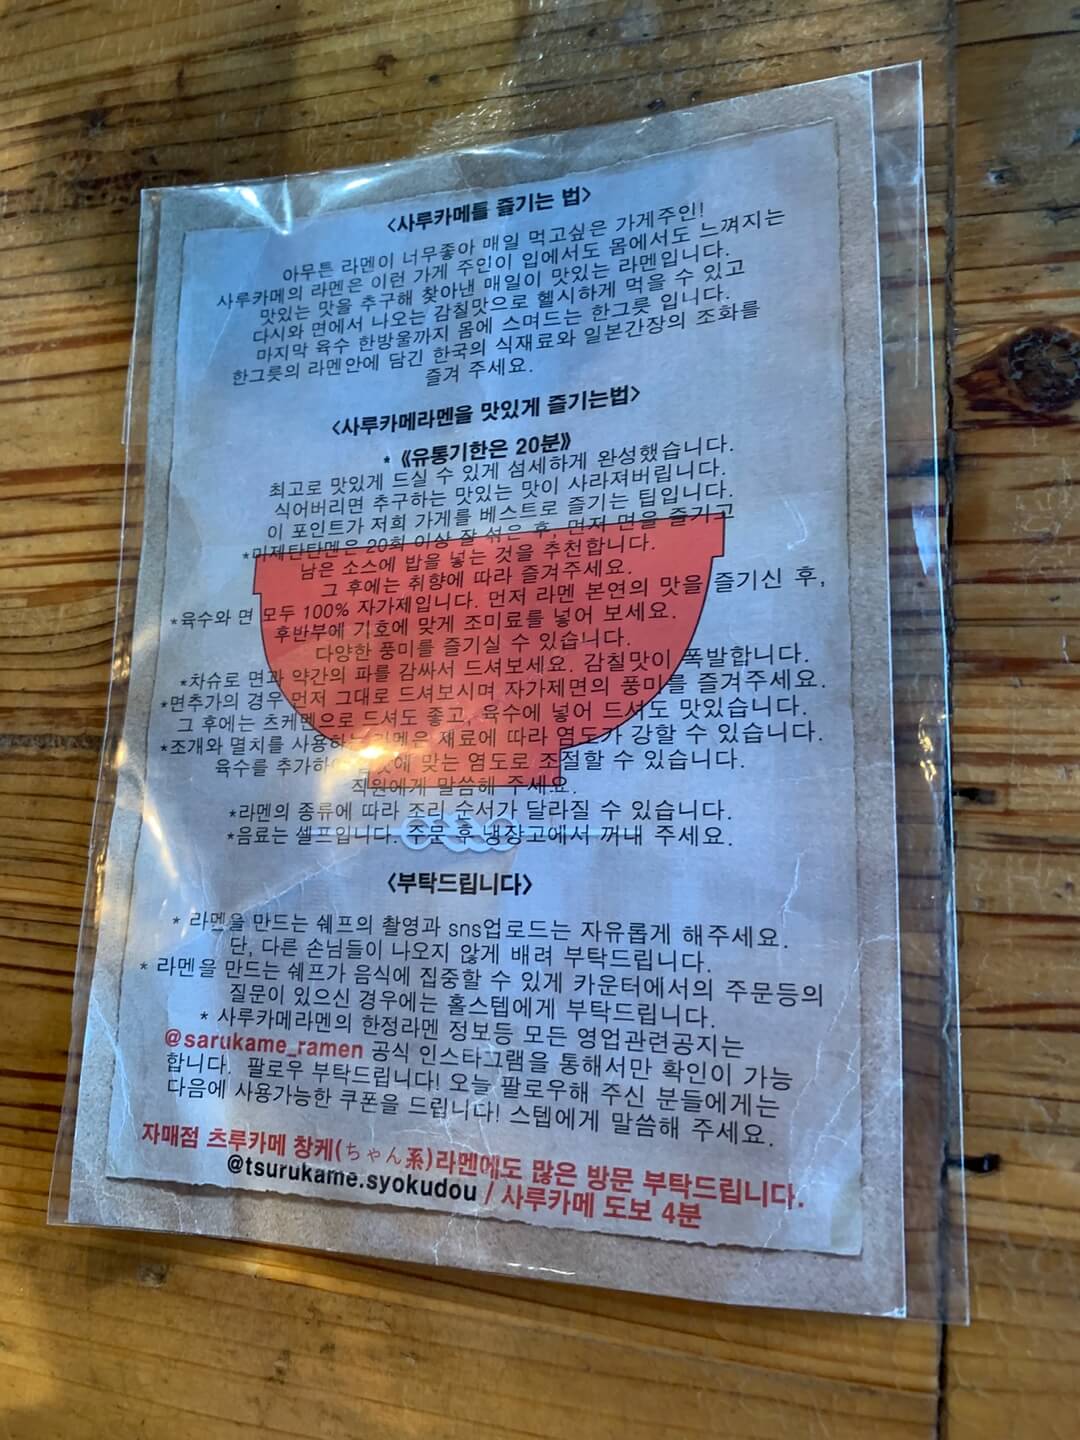 <사루카메를 즐기는 법>
아무튼 라멘이 너무좋아 매일 먹고싶은 가게주인!
사루카메의 라멘은 이런 가게 주인이 입에서도 몸에서도 느껴지는
맛있는 맛을 추구해 찾아낸 매일이 맛있는 라멘입니다.
다시와 면에서 나오는 감칠맛으로 헬시하게 먹을 수 있고
마지막 육수 한방울까지 몸에 스며드는 한그릇 입니다.
한그릇의 라멘안에 담긴 한국의 식재료와 일본간장의 조화를
즐겨 주세요.
<사루카메라멘을 맛있게 즐기는법>
* 《유통기한은 20분》
최고로 맛있게 드실 수 있게 섬세하게 완성했습니다.
식어버리면 추구하는 맛있는 맛이 사라져버립니다.
이 포인트가 저희 가게를 베스트로 즐기는 팁입니다.
*마제탄탄멘은 20회 이상 잘 섞은 후, 먼저 면을 즐기고
남은 소스에 밥을 넣는 것을 추천합니다.
그 후에는 취향에 따라 즐겨주세요.
*육수와 면 모두 100% 자가제입니다. 먼저 라멘 본연의 맛을 즐기신 후,
후반부에 기호에 맞게 조미료를 넣어 보세요.
다양한 풍미를 즐기실 수 있습니다.
*차슈로 면과 약간의 파를 감싸서 드셔보세요. 감칠맛이 폭발합니다.
*면추가의 경우 먼저 그대로 드셔보시며 자가제면의 풍미를 즐겨주세요.
그 후에는 츠케멘으로 드셔도 좋고, 육수에 넣어 드셔도 맛있습니다.
*조개와 멸치를 사용하는 라멘은 재료에 따라 염도가 강할 수 있습니다.
육수를 추가하여 맞는 염도로 조절할 수 있습니다.
직원에게 말씀해 주세요.
*라멘의 종류에 따라 조리 순서가 달라질 수 있습니다.
*음료는 셀프입니다. 주문 후 냉장고에서 꺼내 주세요.
<부탁드립니다>
* 라멘을 만드는 쉐프의 촬영과 sns업로드는 자유롭게 해주세요.
단, 다른 손님들이 나오지 않게 배려 부탁드립니다.
* 라멘을 만드는 쉐프가 음식에 집중할 수 있게 카운터에서의 주문등의
질문이 있으신 경우에는 홀스텝에게 부탁드립니다.
* 사루카메라멘의 한정라멘 정보등 모든 영업관련공지는
@sarukame_ramen 공식 인스타그램을 통해서만 확인이 가능
합니다. 팔로우 부탁드립니다! 오늘 팔로우해 주신 분들에게는
다음에 사용가능한 쿠폰을 드립니다! 스텝에게 말씀해 주세요.
자매점 츠루카메 창케(ちゃん系)라멘에도 많은 방문 부탁드립니다.
@tsurukame.syokudou / 사루카메 도보 4분